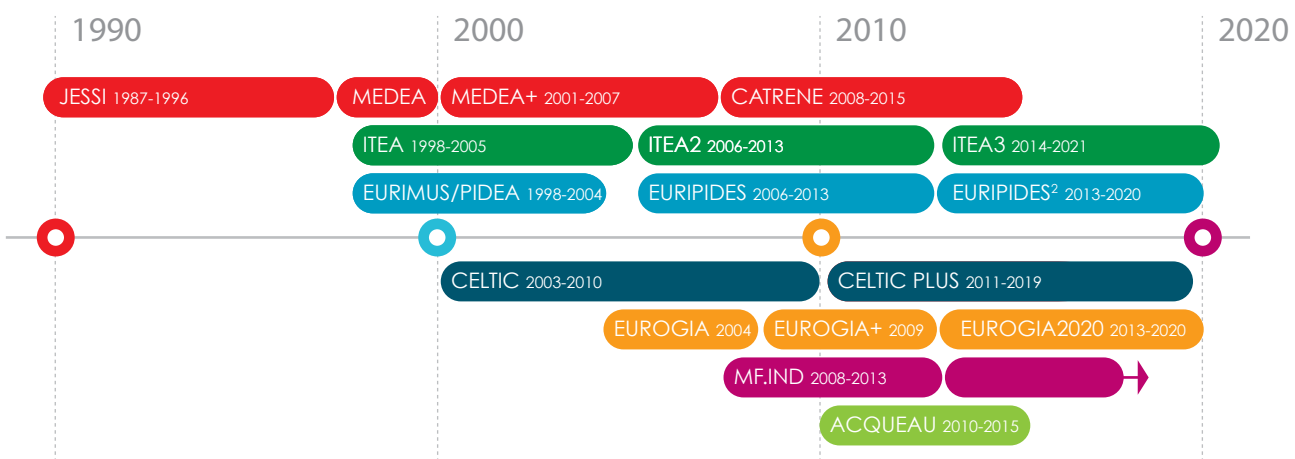 1990 2000 2010 2020
JESSI 1987-1996 MEDEA MEDEA+ 2001-2007 CATRENE 2008-2015
ITEA 1998-2005 ITEA2 2006-2013 ITEA3 2014-2021
EURIMUS/PIDEA 1998-2004 EURIPIDES 2006-2013 EURIPIDES² 2013-2020
CELTIC 2003-2010 CELTIC PLUS 2011-2019
EUROGIA 2004 EUROGIA+ 2009 EUROGIA2020 2013-2020
MF.IND 2008-2013
ACQUEAU 2010-2015